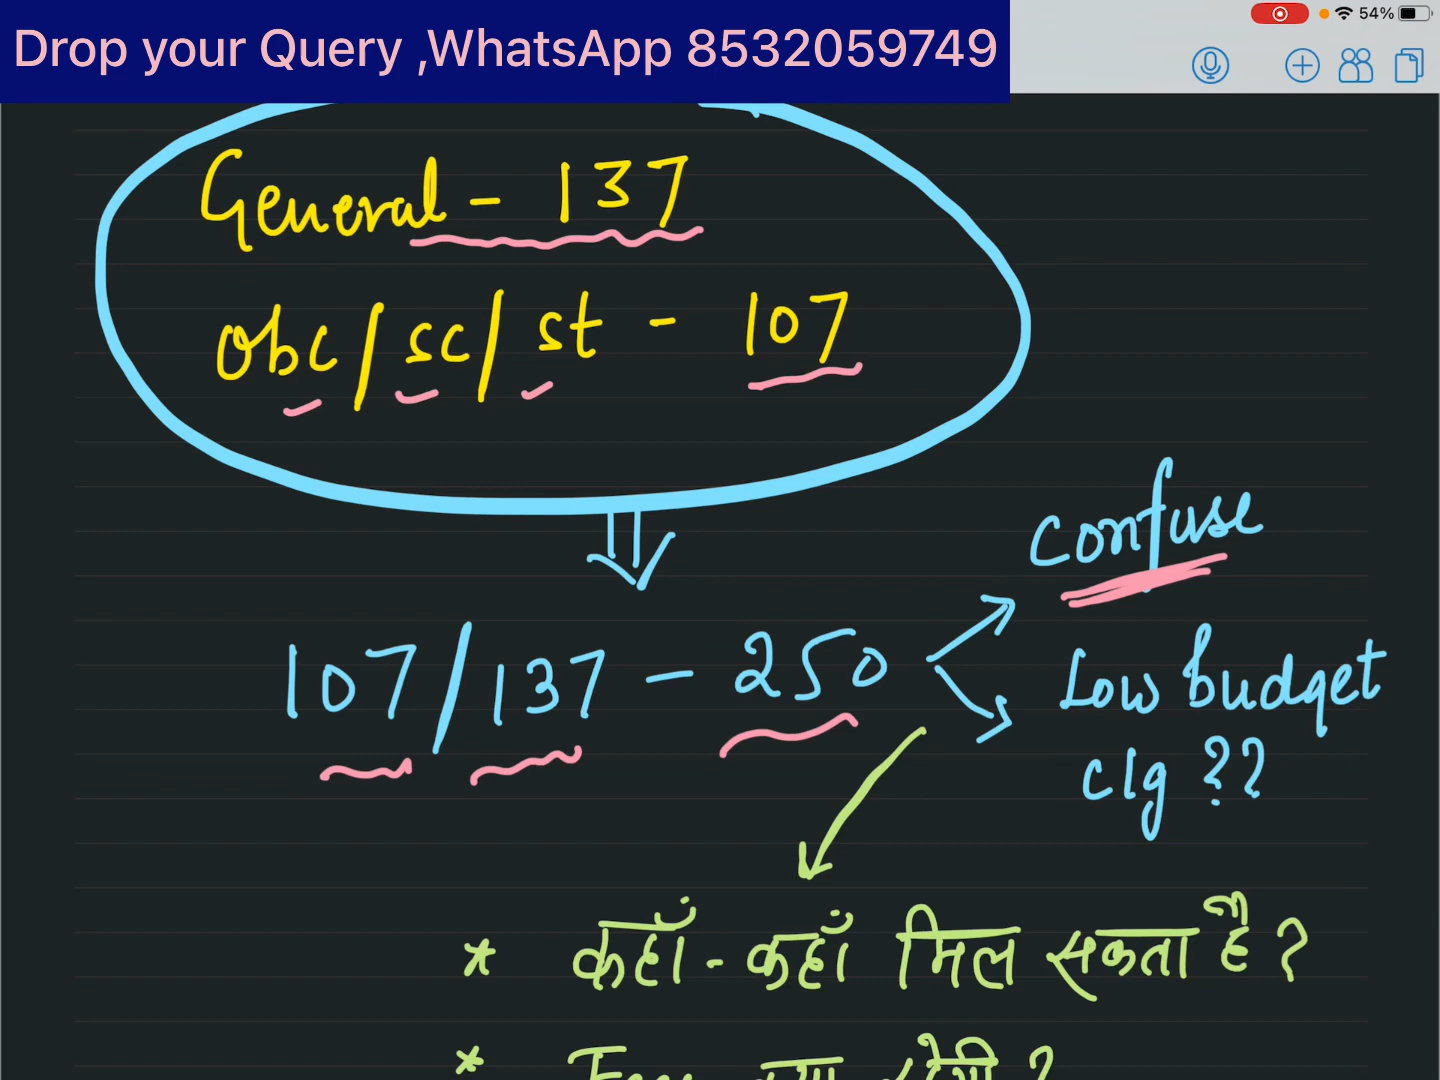 54%
Drop your Query ,WhatsApp 8532059749
General - 137
obc/sc/st - 107
confuse
107/137 - 250
Low budget
clg ??
* कहाँ - कहाँ मिल सकता है ?
*